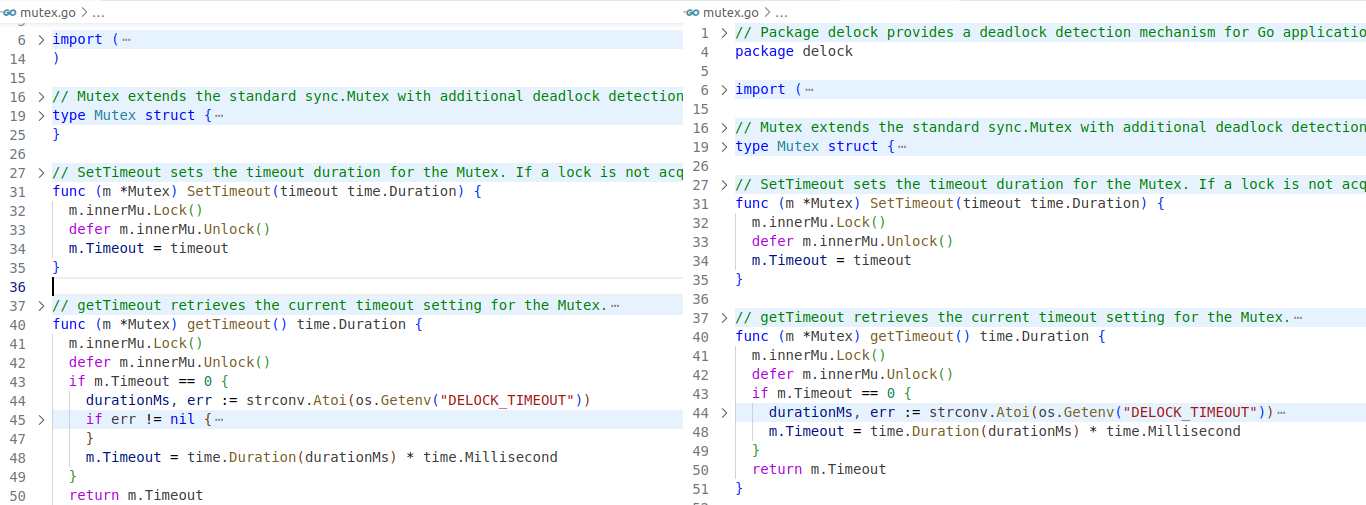 GO mutex.go > ...
6 > import ( ⋯
14 )
15
16 > // Mutex extends the standard sync.Mutex with additional deadlock detection
19 > type Mutex struct { ⋯
25 }
26
27 > // SetTimeout sets the timeout duration for the Mutex. If a lock is not acq
31 func (m *Mutex) SetTimeout(timeout time.Duration) {
32 m.innerMu.Lock()
33 defer m.innerMu.Unlock()
34 m.Timeout = timeout
35 }
36
37 > // getTimeout retrieves the current timeout setting for the Mutex. ⋯
40 func (m *Mutex) getTimeout() time.Duration {
41 m.innerMu.Lock()
42 defer m.innerMu.Unlock()
43 if m.Timeout == 0 {
44 durationMs, err := strconv.Atoi(os.Getenv("DELOCK_TIMEOUT"))
45 > if err != nil { ⋯
47 }
48 m.Timeout = time.Duration(durationMs) * time.Millisecond
49 }
50 return m.Timeout
GO mutex.go > ...
1 > // Package delock provides a deadlock detection mechanism for Go applicatio
4 package delock
5
6 > import ( ⋯
15
16 > // Mutex extends the standard sync.Mutex with additional deadlock detection
19 > type Mutex struct { ⋯
26
27 > // SetTimeout sets the timeout duration for the Mutex. If a lock is not acq
31 func (m *Mutex) SetTimeout(timeout time.Duration) {
32 m.innerMu.Lock()
33 defer m.innerMu.Unlock()
34 m.Timeout = timeout
35 }
36
37 > // getTimeout retrieves the current timeout setting for the Mutex. ⋯
40 func (m *Mutex) getTimeout() time.Duration {
41 m.innerMu.Lock()
42 defer m.innerMu.Unlock()
43 if m.Timeout == 0 {
44 > durationMs, err := strconv.Atoi(os.Getenv("DELOCK_TIMEOUT")) ⋯
48 m.Timeout = time.Duration(durationMs) * time.Millisecond
49 }
50 return m.Timeout
51 }